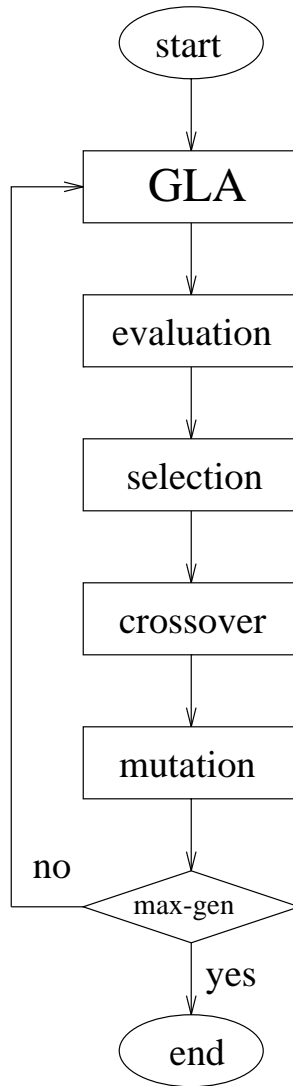 start
GLA
evaluation
selection
crossover
mutation
no
max-gen
yes
end